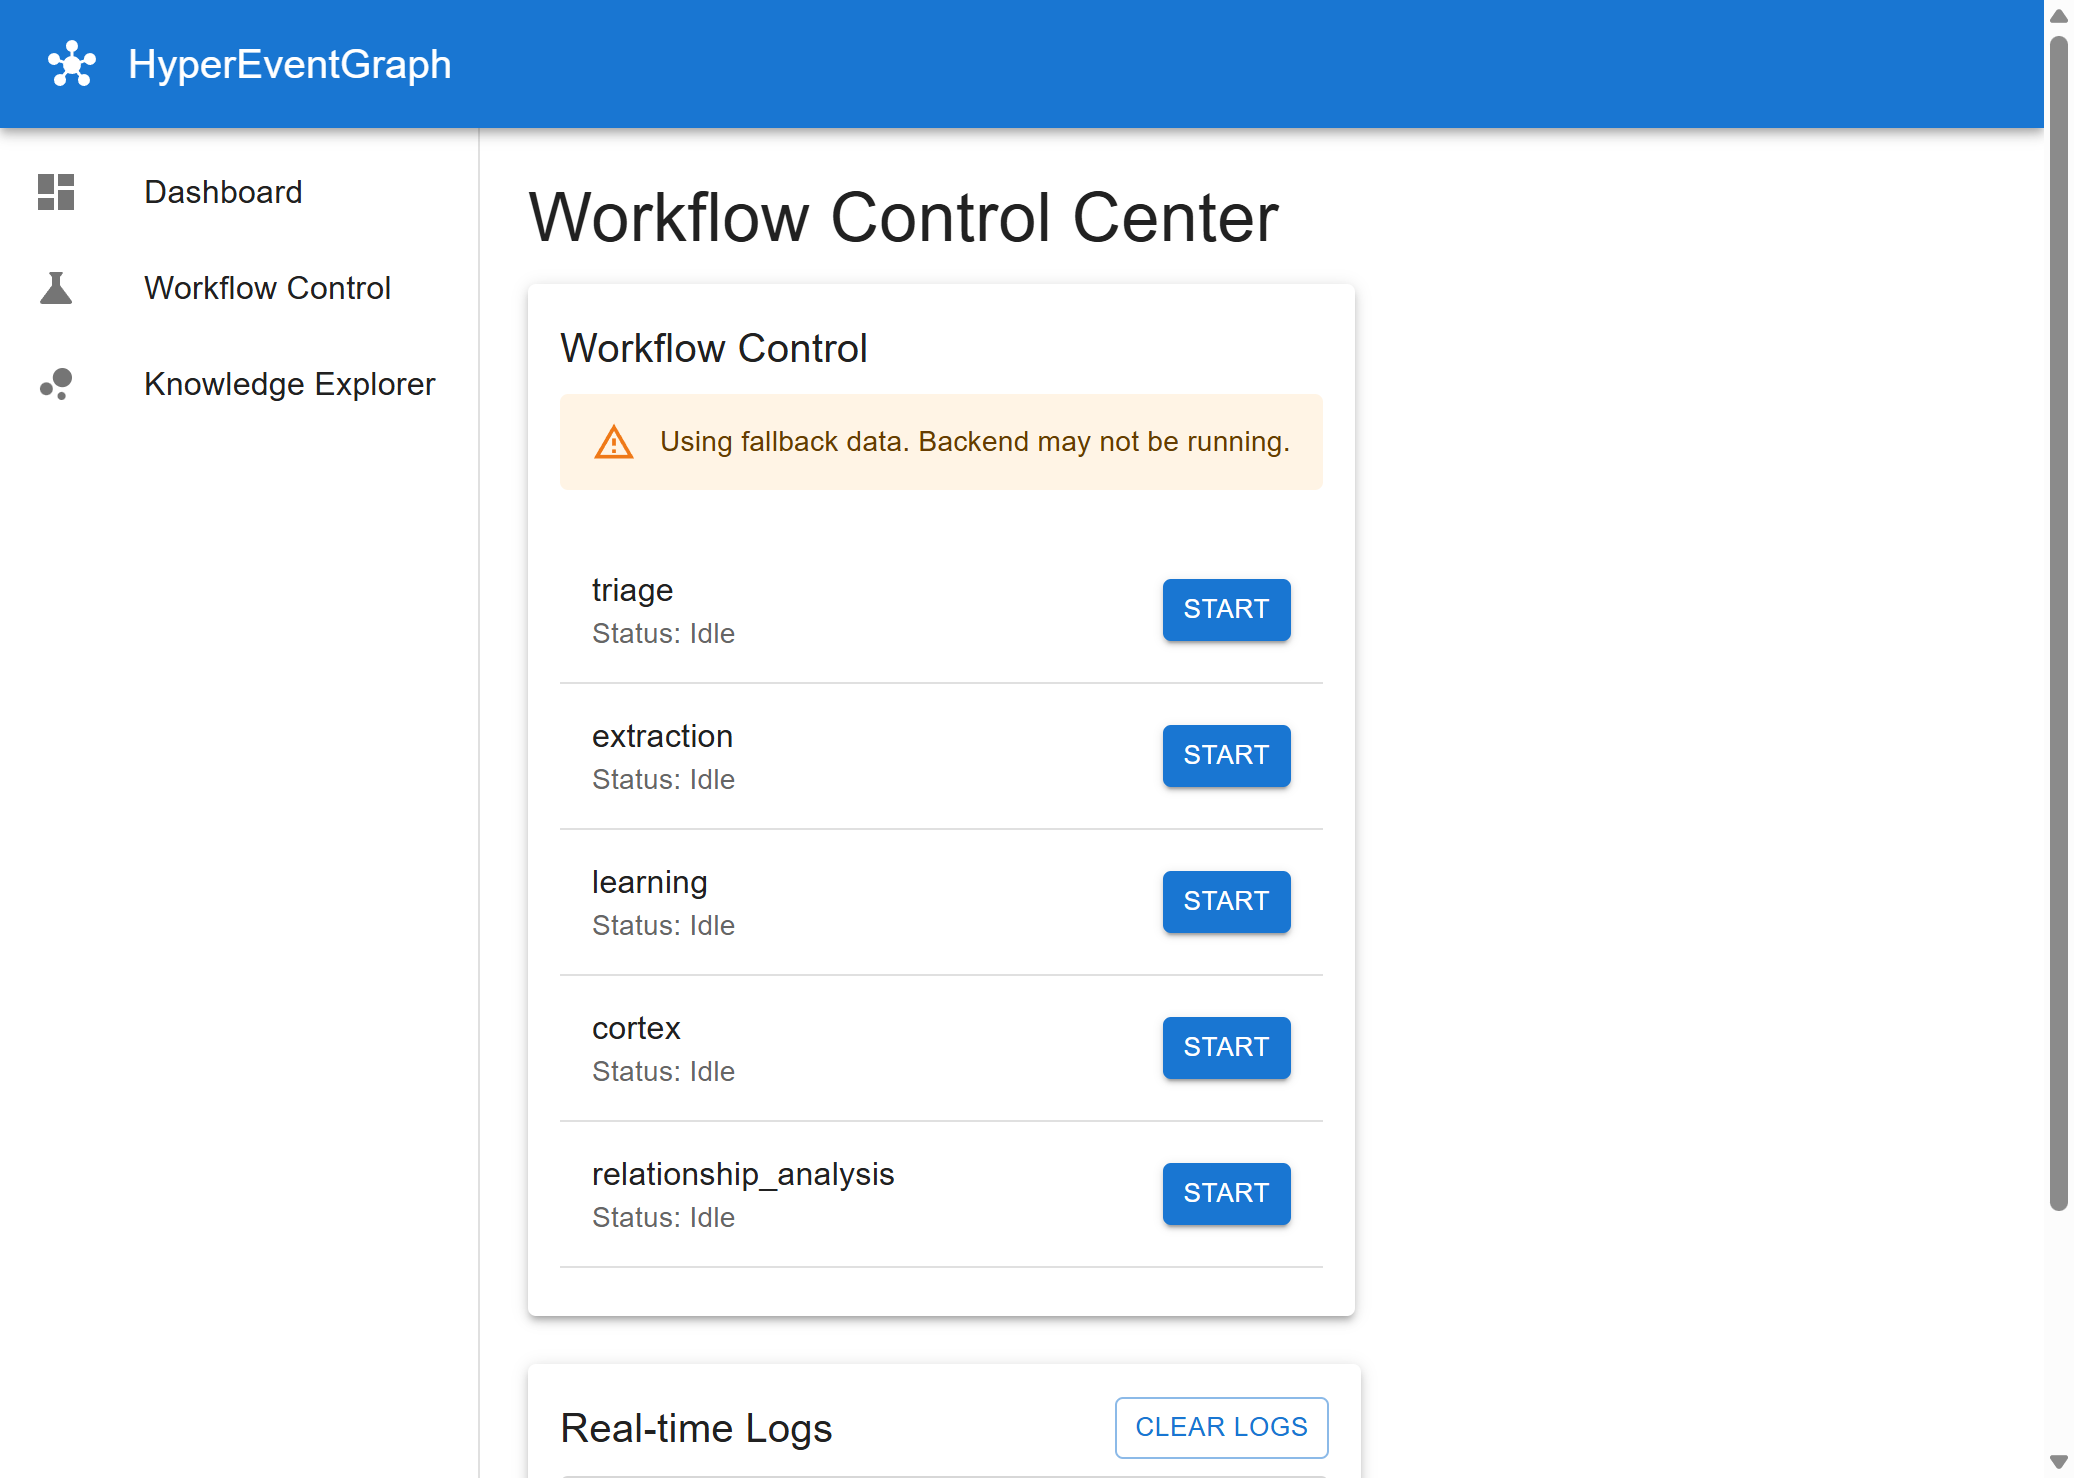 HyperEventGraph
Dashboard
Workflow Control
Knowledge Explorer
Workflow Control Center
Workflow Control
Using fallback data. Backend may not be running.
triage
Status: Idle
START
extraction
Status: Idle
START
learning
Status: Idle
START
cortex
Status: Idle
START
relationship_analysis
Status: Idle
START
Real-time Logs
CLEAR LOGS